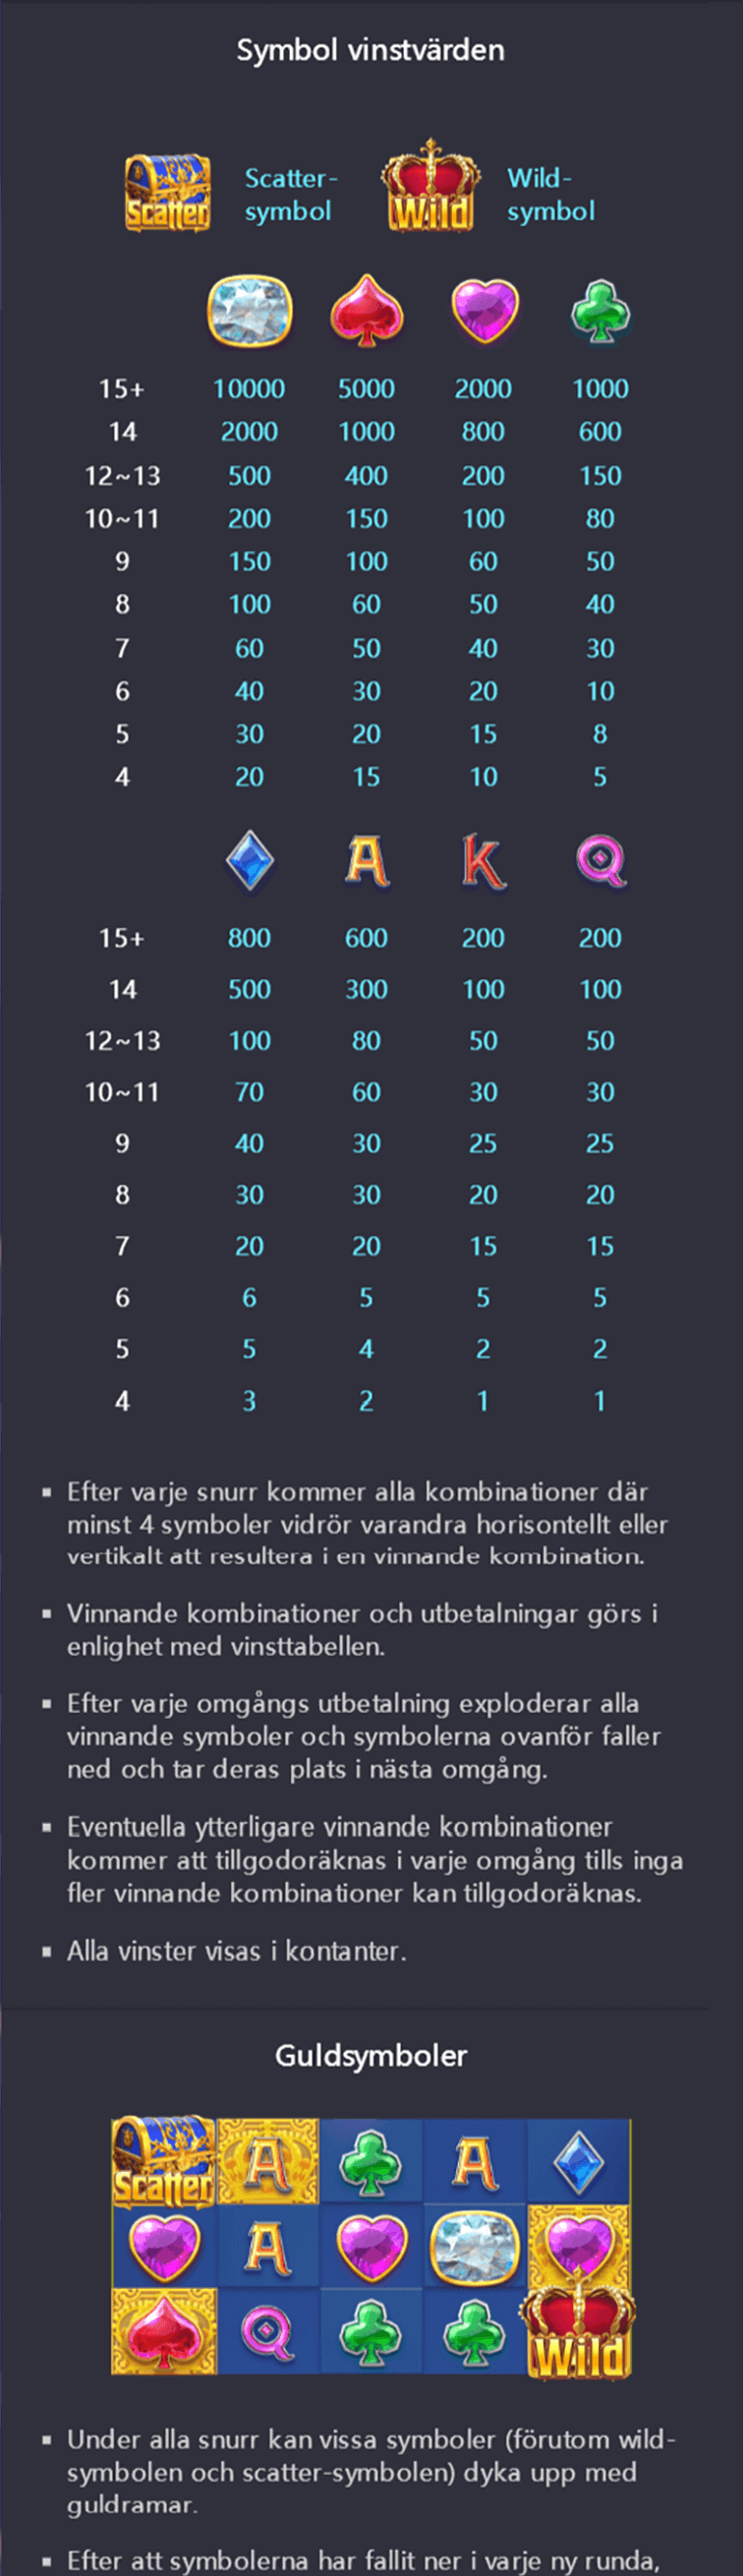 Symbol vinstvärden
Scatter-
symbol
Wild-
symbol
Scatter
Wild
15+ 10000 5000 2000 1000
14 2000 1000 800 600
12~13 500 400 200 150
10~11 200 150 100 80
9 150 100 60 50
8 100 60 50 40
7 60 50 40 30
6 40 30 20 10
5 30 20 15 8
4 20 15 10 5
A K Q
15+ 800 600 200 200
14 500 300 100 100
12~13 100 80 50 50
10~11 70 60 30 30
9 40 30 25 25
8 30 30 20 20
7 20 20 15 15
6 6 5 5 5
5 5 4 2 2
4 3 2 1 1
▪ Efter varje snurr kommer alla kombinationer där
minst 4 symboler vidrör varandra horisontellt eller
vertikalt att resultera i en vinnande kombination.
▪ Vinnande kombinationer och utbetalningar görs i
enlighet med vinsttabellen.
▪ Efter varje omgångs utbetalning exploderar alla
vinnande symboler och symbolerna ovanför faller
ned och tar deras plats i nästa omgång.
▪ Eventuella ytterligare vinnande kombinationer
kommer att tillgodoräknas i varje omgång tills inga
fler vinnande kombinationer kan tillgodoräknas.
▪ Alla vinster visas i kontanter.
Guldsymboler
Scatter A A
A
Q Wild
▪ Under alla snurr kan vissa symboler (förutom wild-
symbolen och scatter-symbolen) dyka upp med
guldramar.
▪ Efter att symbolerna har fallit ner i varje ny runda,